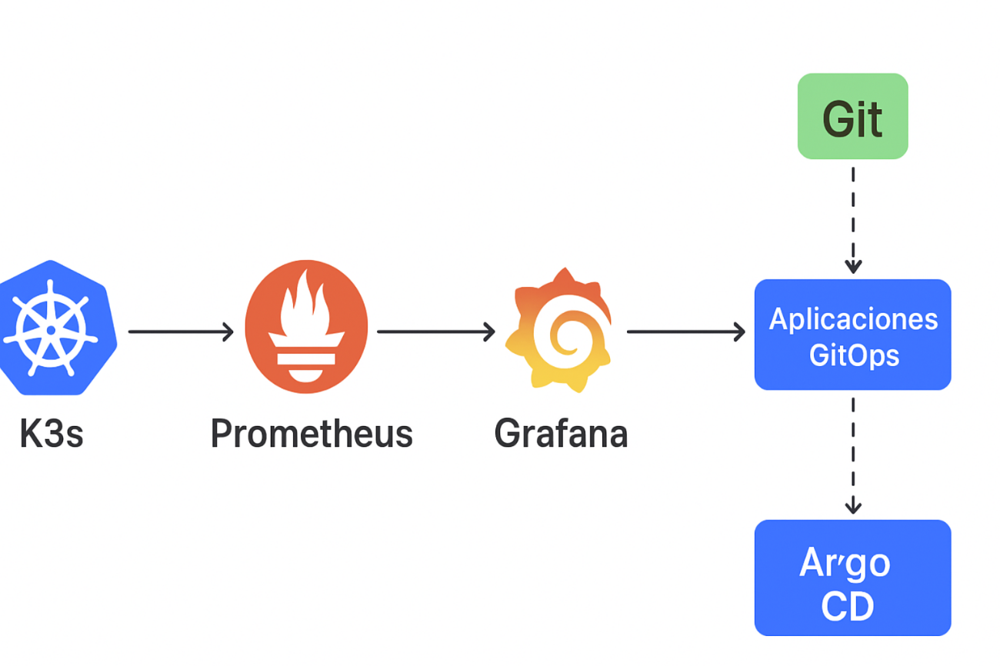 Git
Aplicaciones
GitOps
K3s
Prometheus
Grafana
Ar׳go
CD